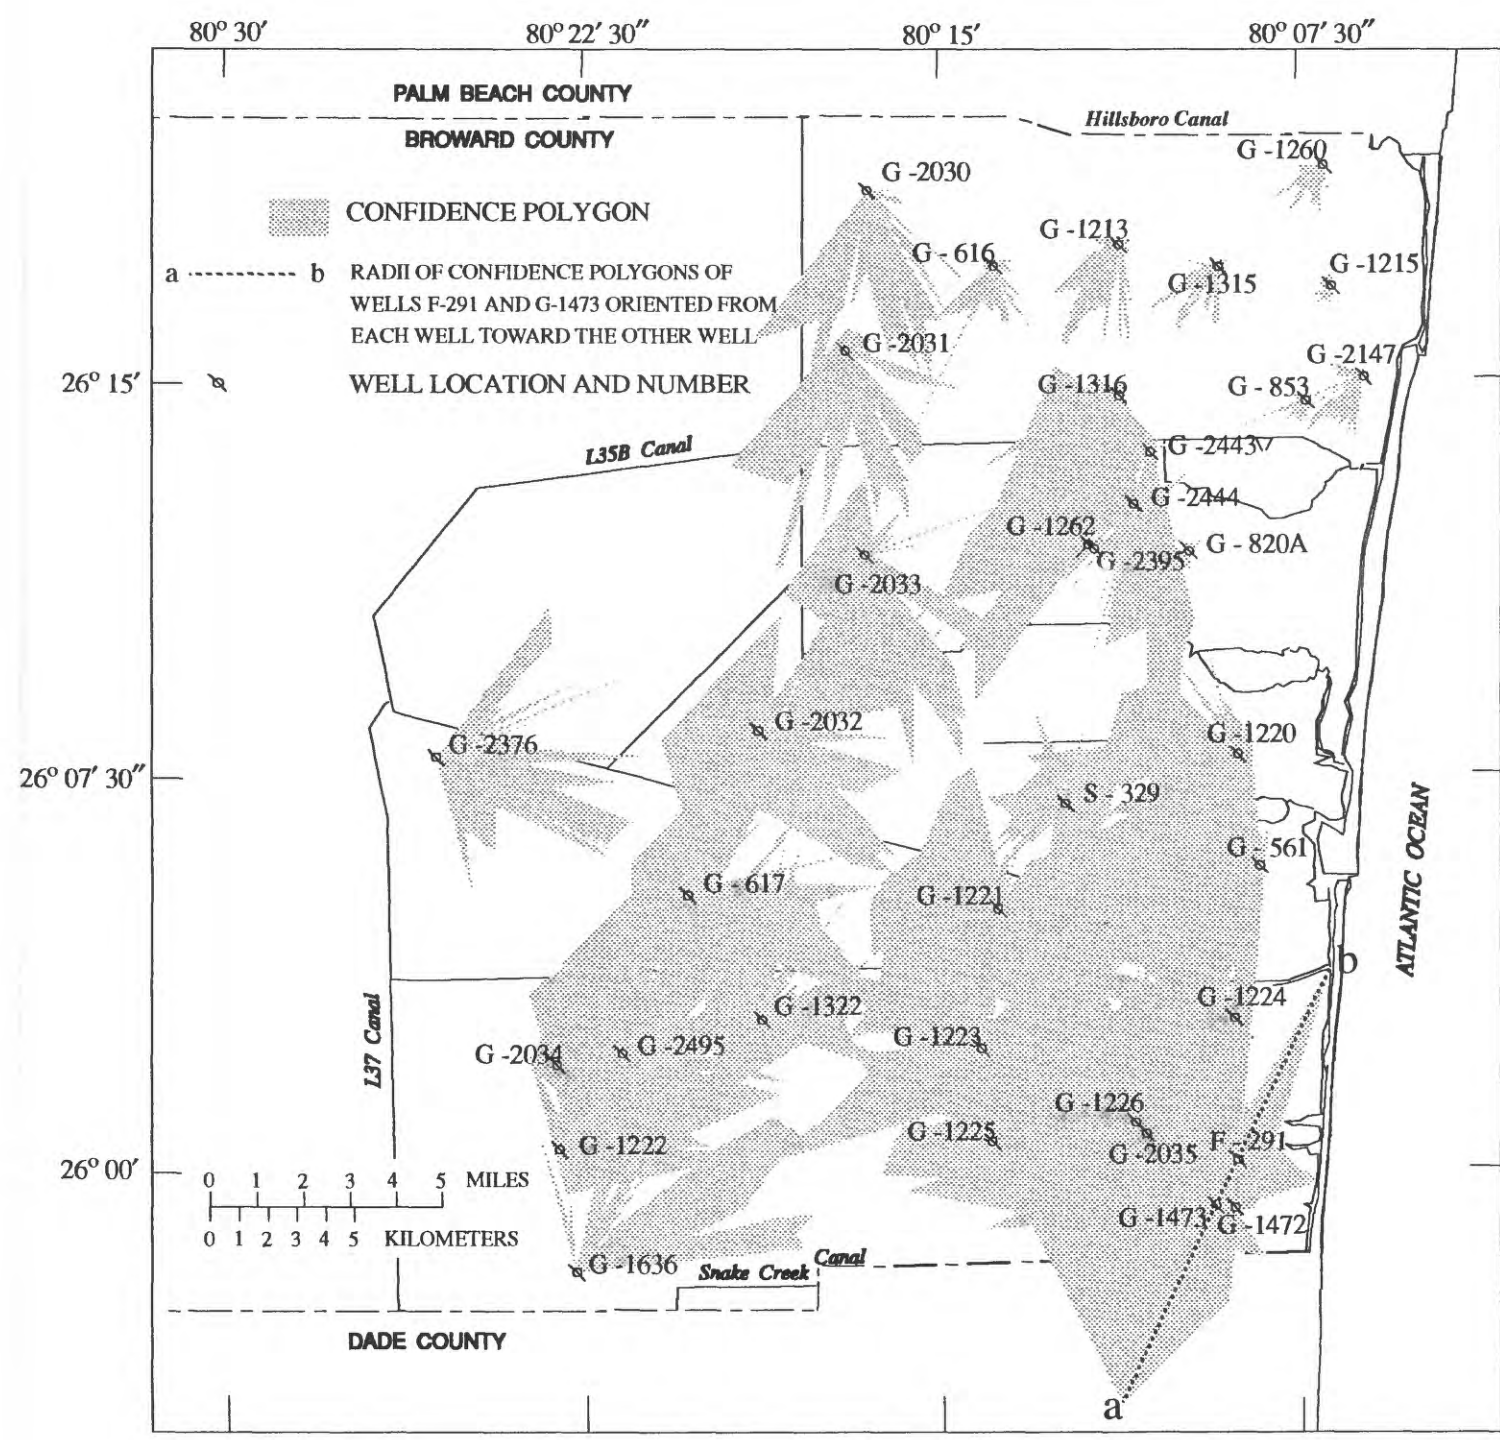 80° 30′ 80° 22′ 30″ 80° 15′ 80° 07′ 30″
PALM BEACH COUNTY
BROWARD COUNTY
Hillsboro Canal
G -1260
G -2030
CONFIDENCE POLYGON
G -1213
G - 616
G -1315
G -1215
a b RADII OF CONFIDENCE POLYGONS OF
WELLS F-291 AND G-1473 ORIENTED FROM
EACH WELL TOWARD THE OTHER WELL
G -2031
G -2147
26° 15′
WELL LOCATION AND NUMBER
G -1316
G - 853
L35B Canal
G -2443
G -2444
G -1262
G -2395
G - 820A
G -2033
G -2032
G -1220
G -2376
26° 07′ 30″
S - 329
G - 561
ATLANTIC OCEAN
G - 617
G -1221
b
G -1224
G -1322
L37 Canal
G -2034
G -2495
G -1223
G -1226
G -1225
G -2035
F - 291
G -1222
26° 00′
0 1 2 3 4 5 MILES
0 1 2 3 4 5 KILOMETERS
G -1473
G -1472
G -1636
Snake Creek Canal
DADE COUNTY
a